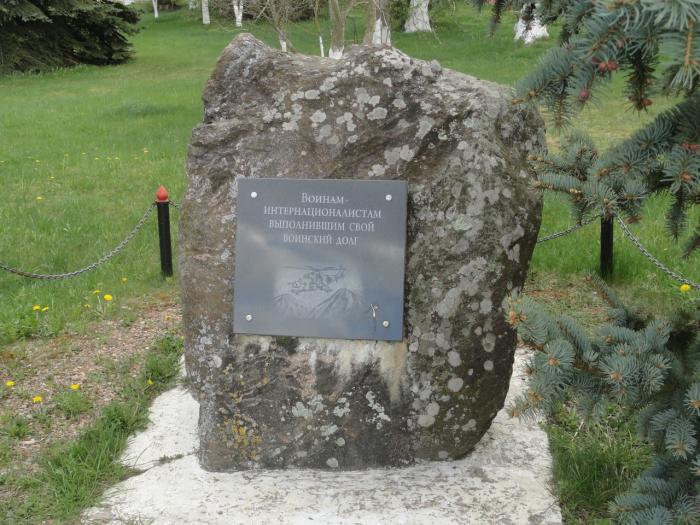 Воинам-
интернационалистам
выполнившим свой
воинский долг